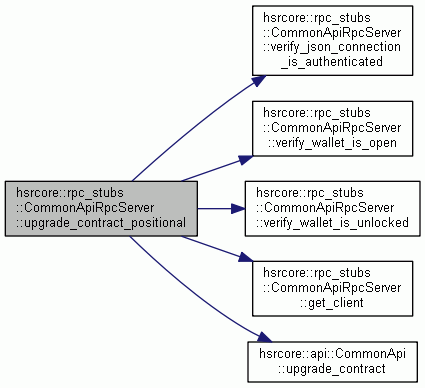 hsrcore::rpc_stubs
::CommonApiRpcServer
::upgrade_contract_positional
hsrcore::rpc_stubs
::CommonApiRpcServer
::verify_json_connection
_is_authenticated
hsrcore::rpc_stubs
::CommonApiRpcServer
::verify_wallet_is_open
hsrcore::rpc_stubs
::CommonApiRpcServer
::verify_wallet_is_unlocked
hsrcore::rpc_stubs
::CommonApiRpcServer
::get_client
hsrcore::api::CommonApi
::upgrade_contract